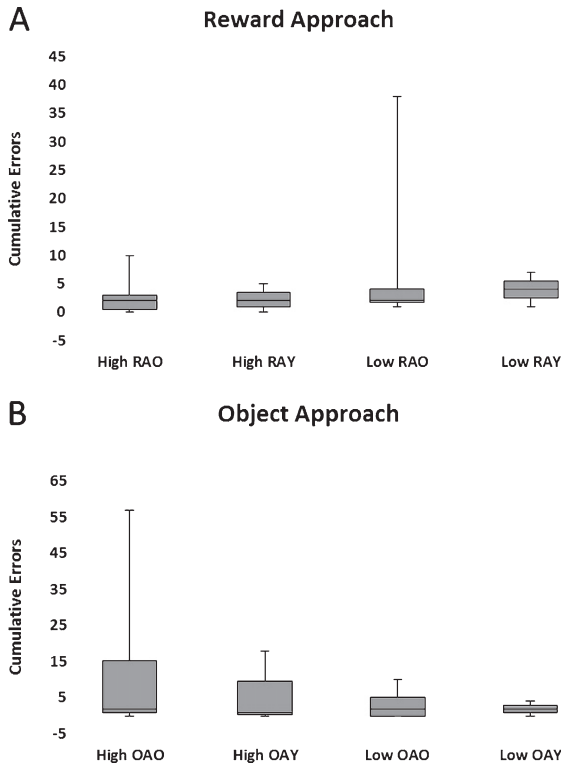 A
Reward Approach
Cumulative Errors
45
40
35
30
25
20
15
10
5
0
-5
High RAO High RAY Low RAO Low RAY
B
Object Approach
Cumulative Errors
65
55
45
35
25
15
5
-5
High OAO High OAY Low OAO Low OAY